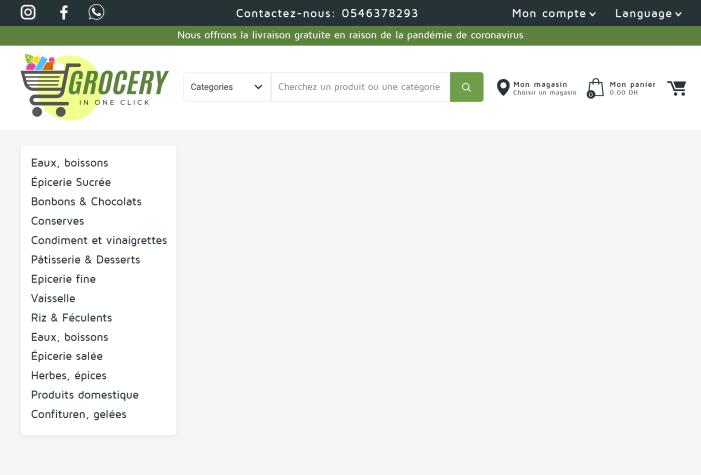 Contactez-nous: 0546378293
Mon compte
Language
Nous offrons la livraison gratuite en raison de la pandémie de coronavirus
GROCERY
IN ONE CLICK
Categories
Cherchez un produit ou une catégorie
Mon magasin
Choisir un magasin
0
Mon panier
0.00 DH
Eaux, boissons
Épicerie Sucrée
Bonbons & Chocolats
Conserves
Condiment et vinaigrettes
Pâtisserie & Desserts
Epicerie fine
Vaisselle
Riz & Féculents
Eaux, boissons
Épicerie salée
Herbes, épices
Produits domestique
Confituren, gelées